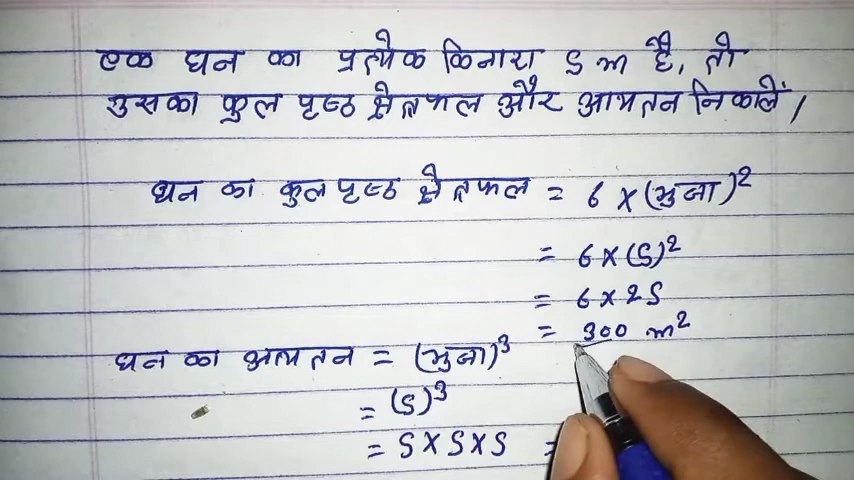 एक घन का प्रत्येक किनारा 5 m है, तो
उसका कुल पृष्ठ क्षेत्रफल और आयतन निकालें।
घन का कुल पृष्ठ क्षेत्रफल = 6 × (भुजा)²
= 6 × (5)²
= 6 × 25
= 300 m²
घन का आयतन = (भुजा)³
= (5)³
= 5 × 5 × 5 =